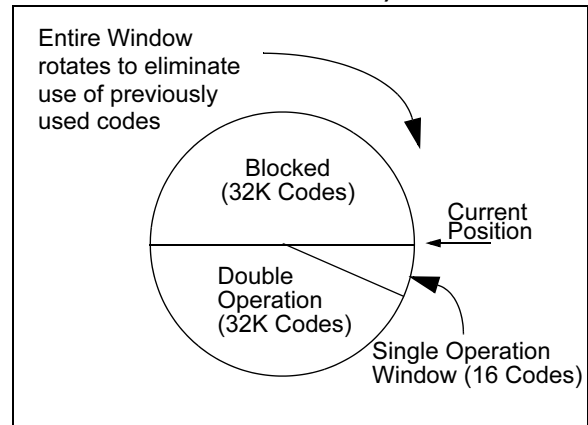 Entire Window
rotates to eliminate
use of previously
used codes
Blocked
(32K Codes)
Current
Position
Double
Operation
(32K Codes)
Single Operation
Window (16 Codes)